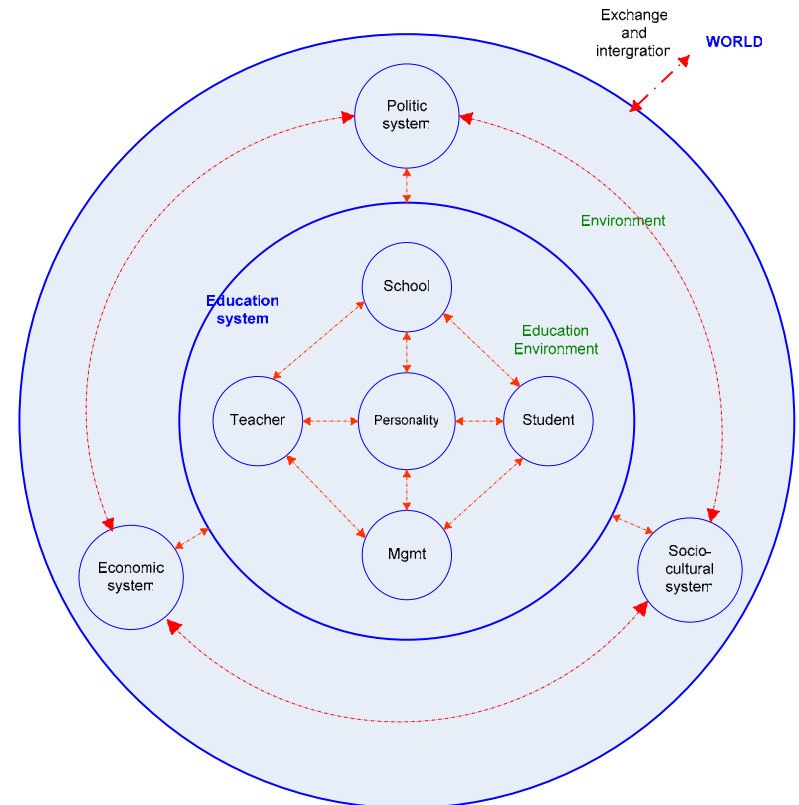 Exchange
and
intergration
WORLD
Politic
system
Environment
Education
system
School
Education
Environment
Teacher
Personality
Student
Mgmt
Economic
system
Socio-
cultural
system